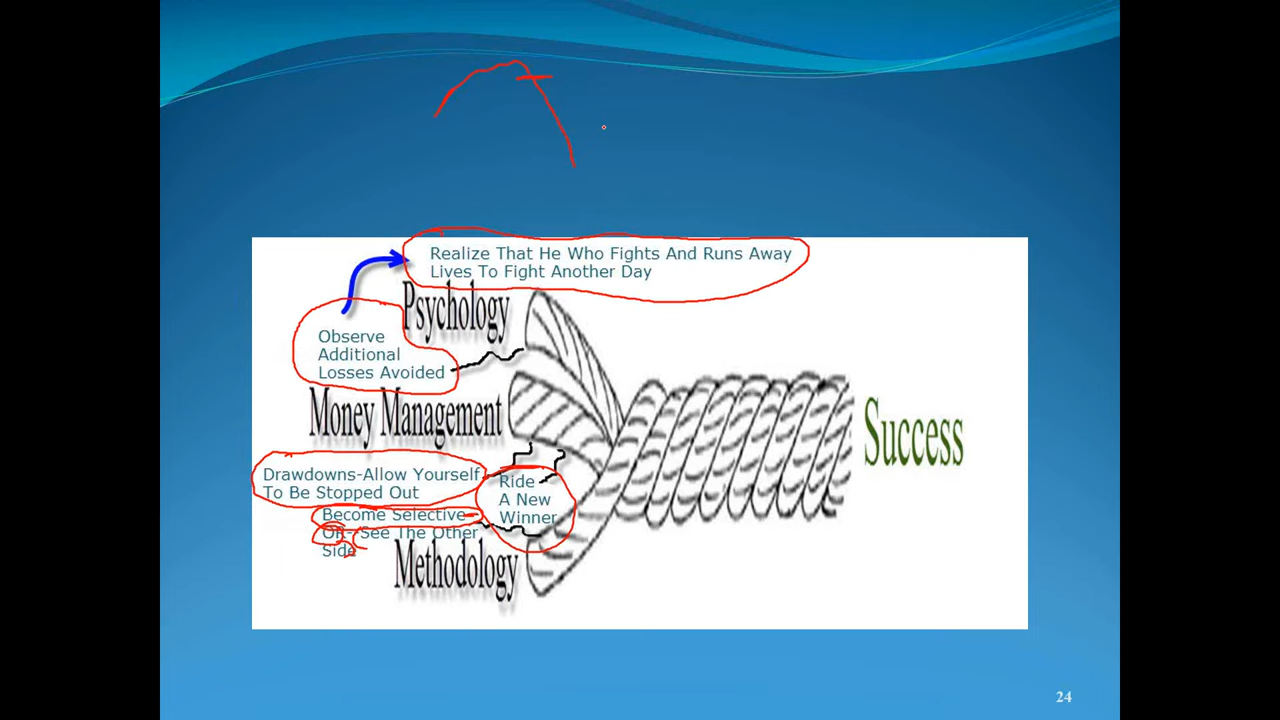 Realize That He Who Fights And Runs Away
Lives To Fight Another Day
Psychology
Observe
Additional
Losses Avoided
Money Management
Success
Drawdowns-Allow Yourself
To Be Stopped Out
Ride
A New
Winner
Become Selective-
OR- See The Other
Side
Methodology
24